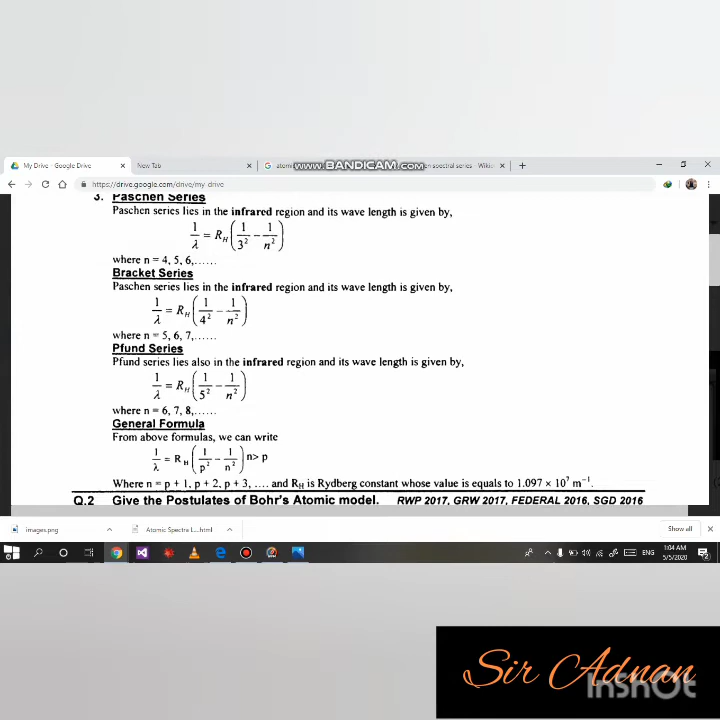 My Drive - Google Drive
New Tab
WWW.BANDICAM.COM
https://drive.google.com/drive/my-drive
3. Paschen Series
Paschen series lies in the infrared region and its wave length is given by,
1/λ = R_H (1/3² − 1/n²)
where n = 4, 5, 6,......
Bracket Series
Paschen series lies in the infrared region and its wave length is given by,
1/λ = R_H (1/4² − 1/n²)
where n = 5, 6, 7,......
Pfund Series
Pfund series lies also in the infrared region and its wave length is given by,
1/λ = R_H (1/5² − 1/n²)
where n = 6, 7, 8,......
General Formula
From above formulas, we can write
1/λ = R_H (1/p² − 1/n²) n> p
Where n = p + 1, p + 2, p + 3, .... and R_H is Rydberg constant whose value is equals to 1.097 × 10⁷ m⁻¹.
Q.2 Give the Postulates of Bohr's Atomic model. RWP 2017, GRW 2017, FEDERAL 2016, SGD 2016
images.png
Atomic Spectra L....html
Show all
ENG
1:04 AM
5/5/2020
Sir Adnan
InShOt